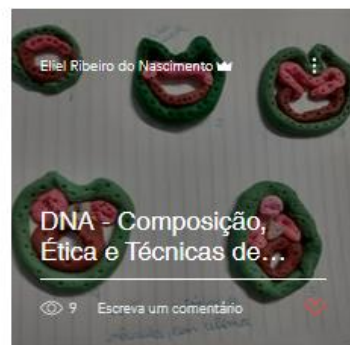 Eliel Ribeiro do Nascimento
DNA - Composição,
Ética e Técnicas de...
9 Escreva um comentário